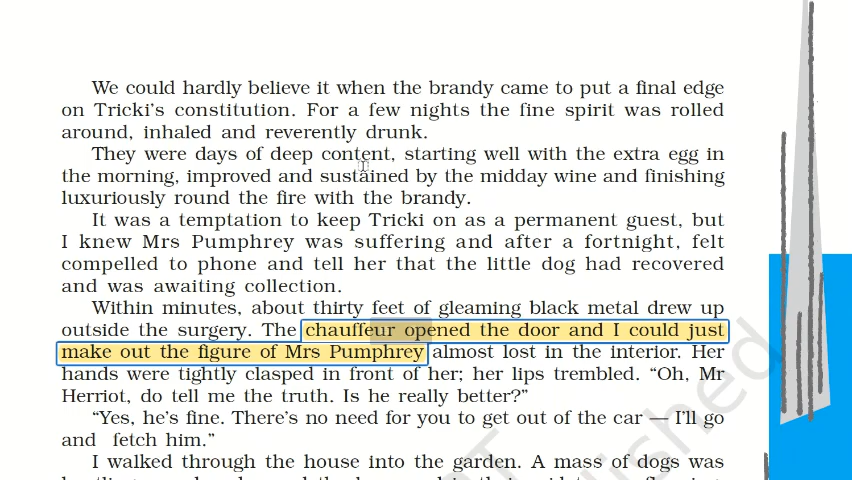 We could hardly believe it when the brandy came to put a final edge
on Tricki's constitution. For a few nights the fine spirit was rolled
around, inhaled and reverently drunk.
They were days of deep content, starting well with the extra egg in
the morning, improved and sustained by the midday wine and finishing
luxuriously round the fire with the brandy.
It was a temptation to keep Tricki on as a permanent guest, but
I knew Mrs Pumphrey was suffering and after a fortnight, felt
compelled to phone and tell her that the little dog had recovered
and was awaiting collection.
Within minutes, about thirty feet of gleaming black metal drew up
outside the surgery. The chauffeur opened the door and I could just
make out the figure of Mrs Pumphrey almost lost in the interior. Her
hands were tightly clasped in front of her; her lips trembled. “Oh, Mr
Herriot, do tell me the truth. Is he really better?”
“Yes, he's fine. There's no need for you to get out of the car — I'll go
and fetch him.”
I walked through the house into the garden. A mass of dogs was